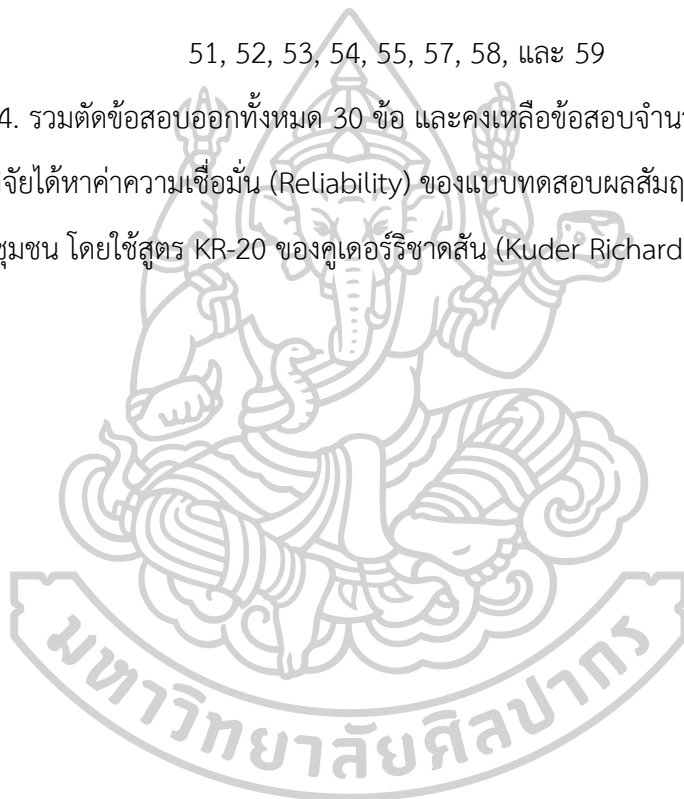 51, 52, 53, 54, 55, 57, 58, และ 59
4. รวมตัดข้อสอบออกทั้งหมด 30 ข้อ และคงเหลือข้อสอบจำนว
จัยได้หาค่าความเชื่อมั่น (Reliability) ของแบบทดสอบผลสัมฤ
ชุมชน โดยใช้สูตร KR-20 ของคูเดอร์ริชาดสัน (Kuder Richard
มหาวิทยาลัยศิลปากร